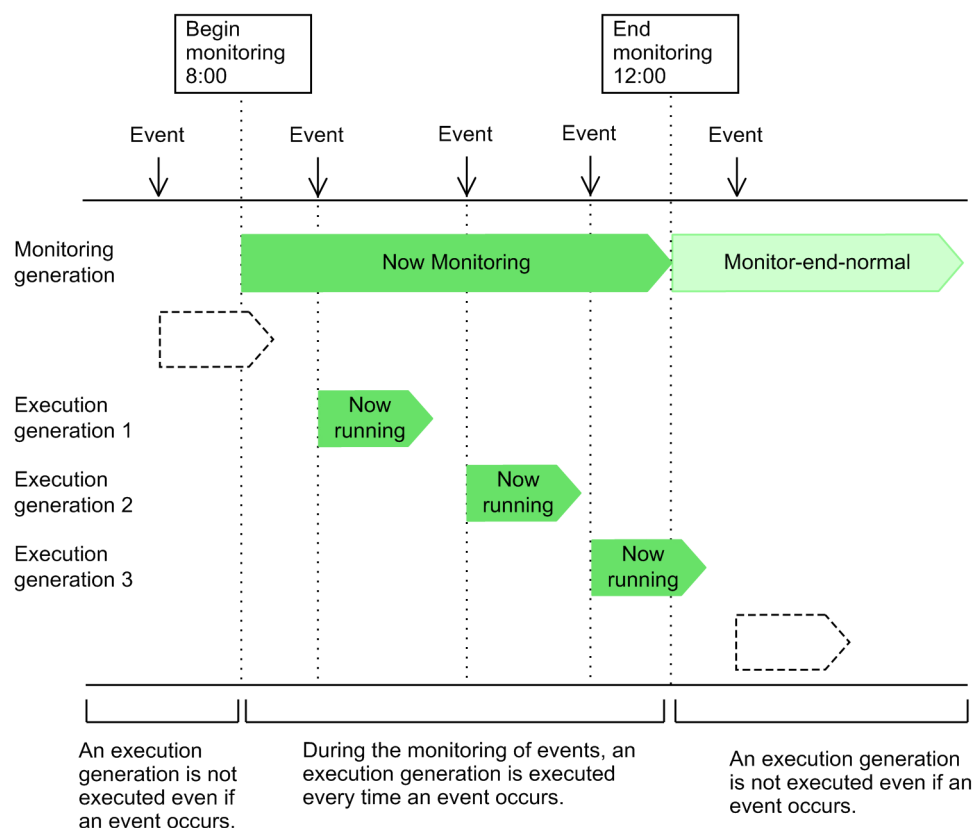 Begin
monitoring
8:00
End
monitoring
12:00
Event
Event
Event
Event
Event
Monitoring
generation
Now Monitoring
Monitor-end-normal
Execution
generation 1
Now
running
Execution
generation 2
Now
running
Execution
generation 3
Now
running
An execution
generation is not
executed even if
an event occurs.
During the monitoring of events, an
execution generation is executed
every time an event occurs.
An execution generation
is not executed even if an
event occurs.